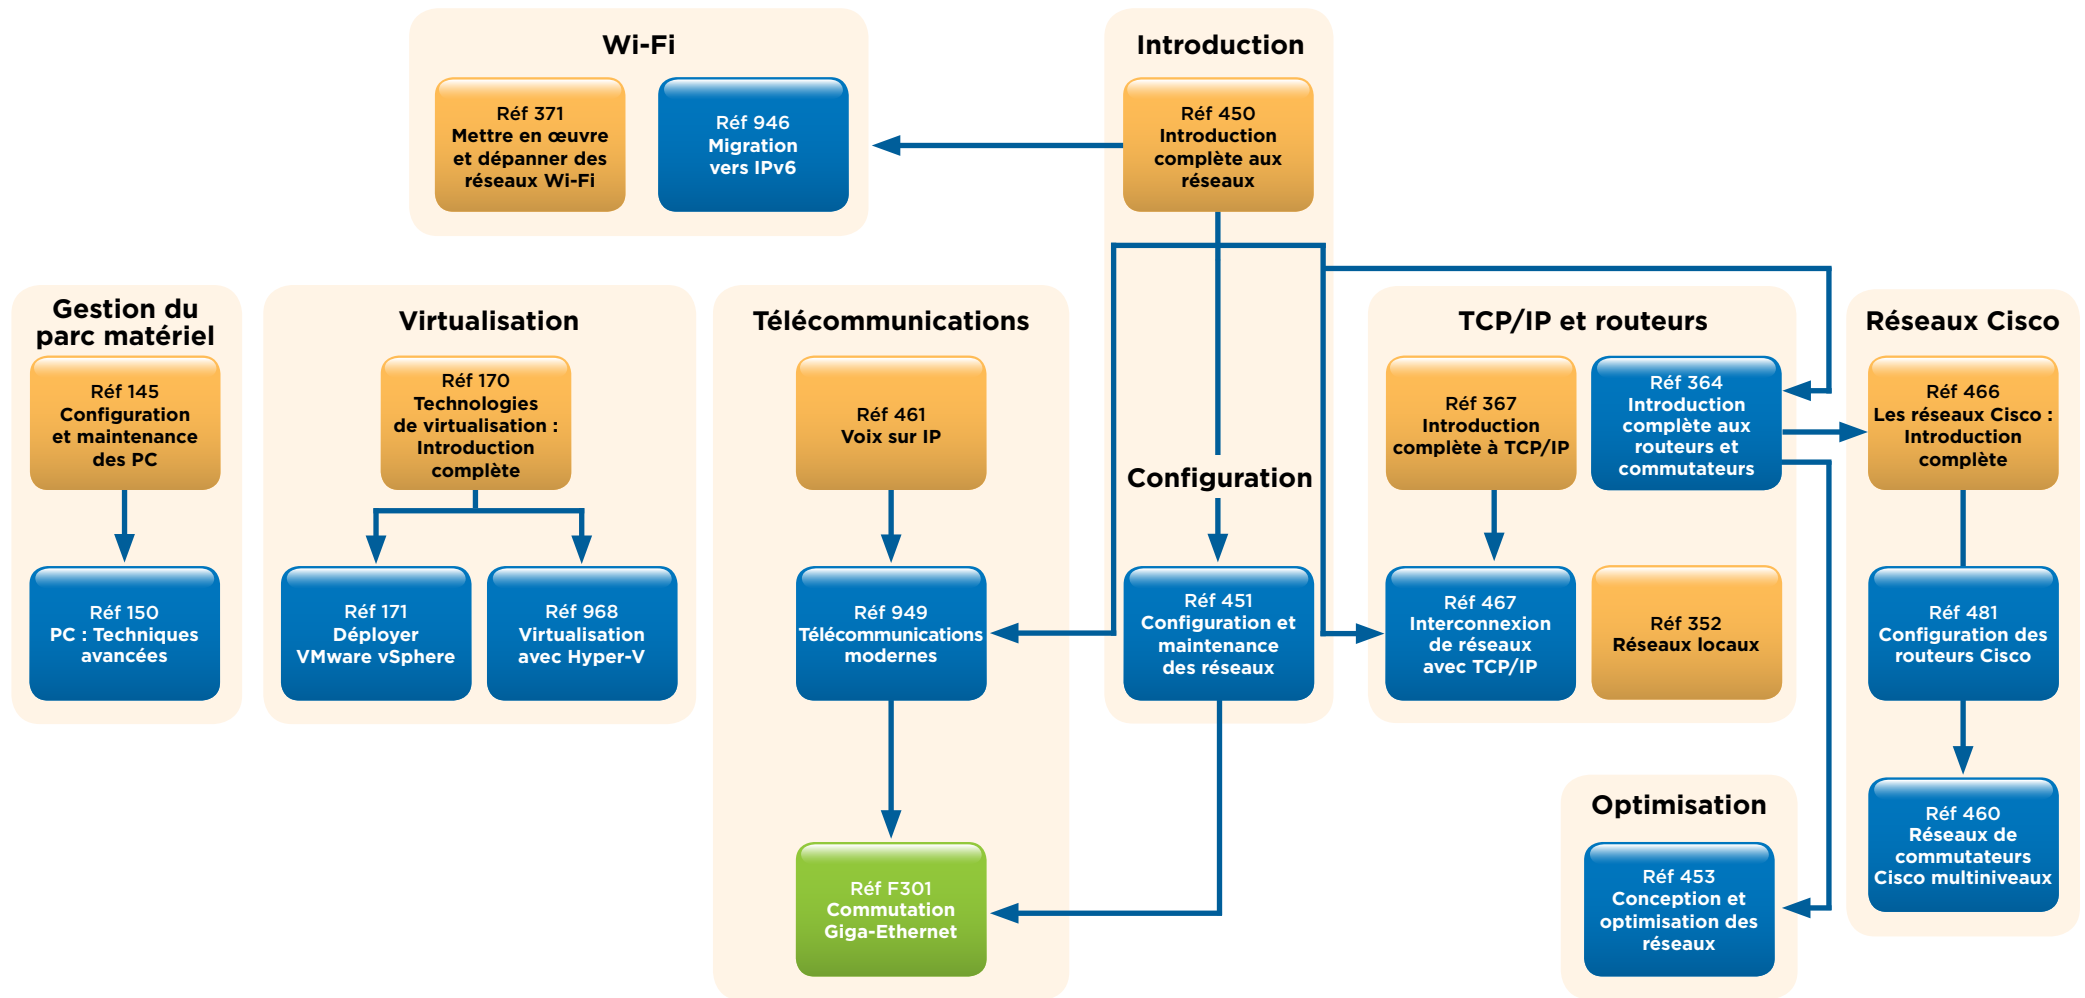 Wi-Fi
Réf 371
Mettre en œuvre
et dépanner des
réseaux Wi-Fi
Réf 946
Migration
vers IPv6
Introduction
Réf 450
Introduction
complète aux
réseaux
Gestion du
parc matériel
Réf 145
Configuration
et maintenance
des PC
Réf 150
PC : Techniques
avancées
Virtualisation
Réf 170
Technologies
de virtualisation :
Introduction
complète
Réf 171
Déployer
VMware vSphere
Réf 968
Virtualisation
avec Hyper-V
Télécommunications
Réf 461
Voix sur IP
Réf 949
Télécommunications
modernes
Réf F301
Commutation
Giga-Ethernet
Configuration
Réf 451
Configuration et
maintenance
des réseaux
TCP/IP et routeurs
Réf 367
Introduction
complète à TCP/IP
Réf 364
Introduction
complète aux
routeurs et
commutateurs
Réf 467
Interconnexion
de réseaux
avec TCP/IP
Réf 352
Réseaux locaux
Optimisation
Réf 453
Conception et
optimisation des
réseaux
Réseaux Cisco
Réf 466
Les réseaux Cisco :
Introduction
complète
Réf 481
Configuration des
routeurs Cisco
Réf 460
Réseaux de
commutateurs
Cisco multiniveaux